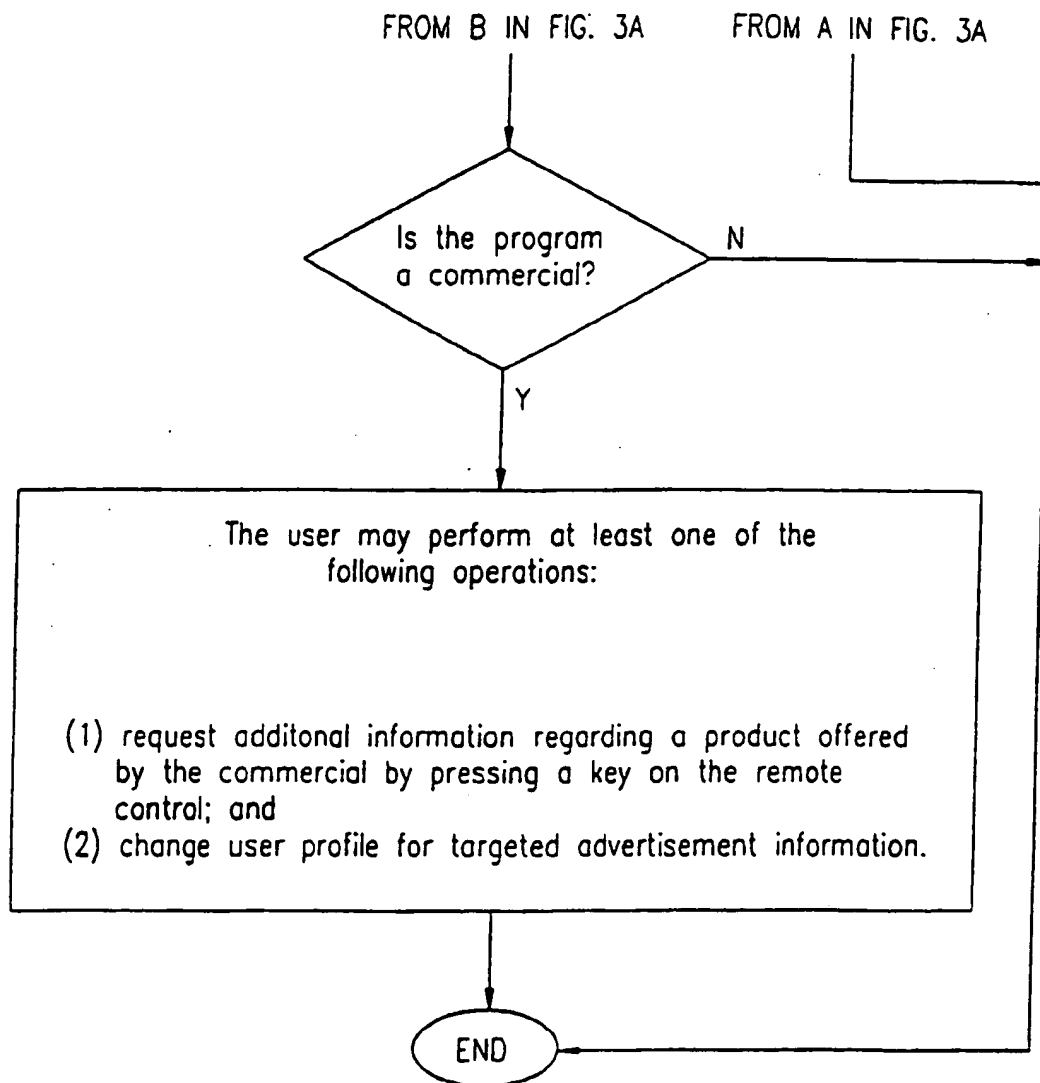 FROM B IN FIG. 3A
FROM A IN FIG. 3A
Is the program
a commercial?
N
Y
The user may perform at least one of the
following operations:
(1) request additonal information regarding a product offered
by the commercial by pressing a key on the remote
control; and
(2) change user profile for targeted advertisement information.
END